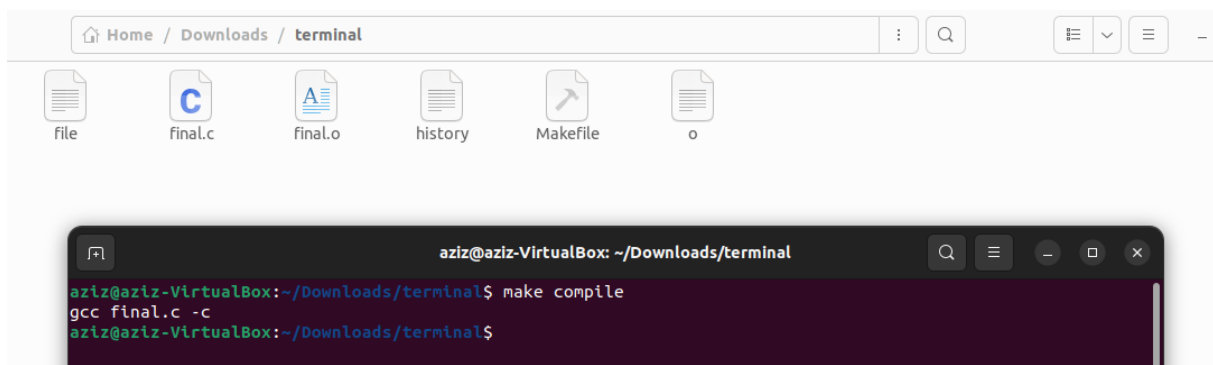 Home / Downloads / terminal
file
final.c
final.o
history
Makefile
o
aziz@aziz-VirtualBox: ~/Downloads/terminal
aziz@aziz-VirtualBox:~/Downloads/terminal$ make compile
gcc final.c -c
aziz@aziz-VirtualBox:~/Downloads/terminal$